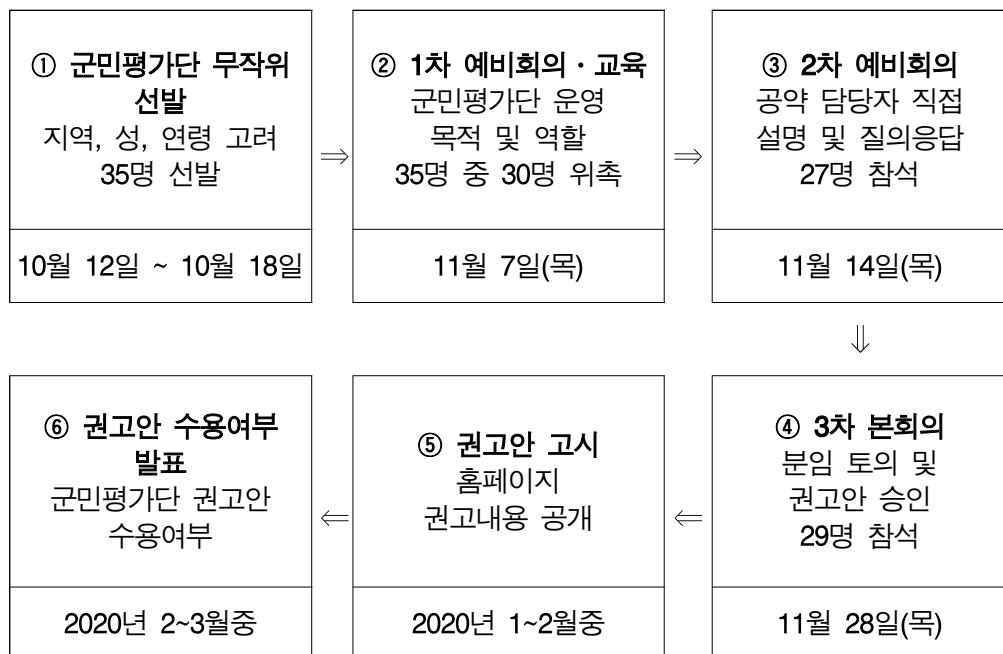 ① 군민평가단 무작위
선발
지역, 성, 연령 고려
35명 선발
10월 12일 ~ 10월 18일
⇒
② 1차 예비회의 · 교육
군민평가단 운영
목적 및 역할
35명 중 30명 위촉
11월 7일(목)
⇒
③ 2차 예비회의
공약 담당자 직접
설명 및 질의응답
27명 참석
11월 14일(목)
⇓
④ 3차 본회의
분임 토의 및
권고안 승인
29명 참석
11월 28일(목)
⇐
⑤ 권고안 고시
홈페이지
권고내용 공개
2020년 1~2월중
⇐
⑥ 권고안 수용여부
발표
군민평가단 권고안
수용여부
2020년 2~3월중